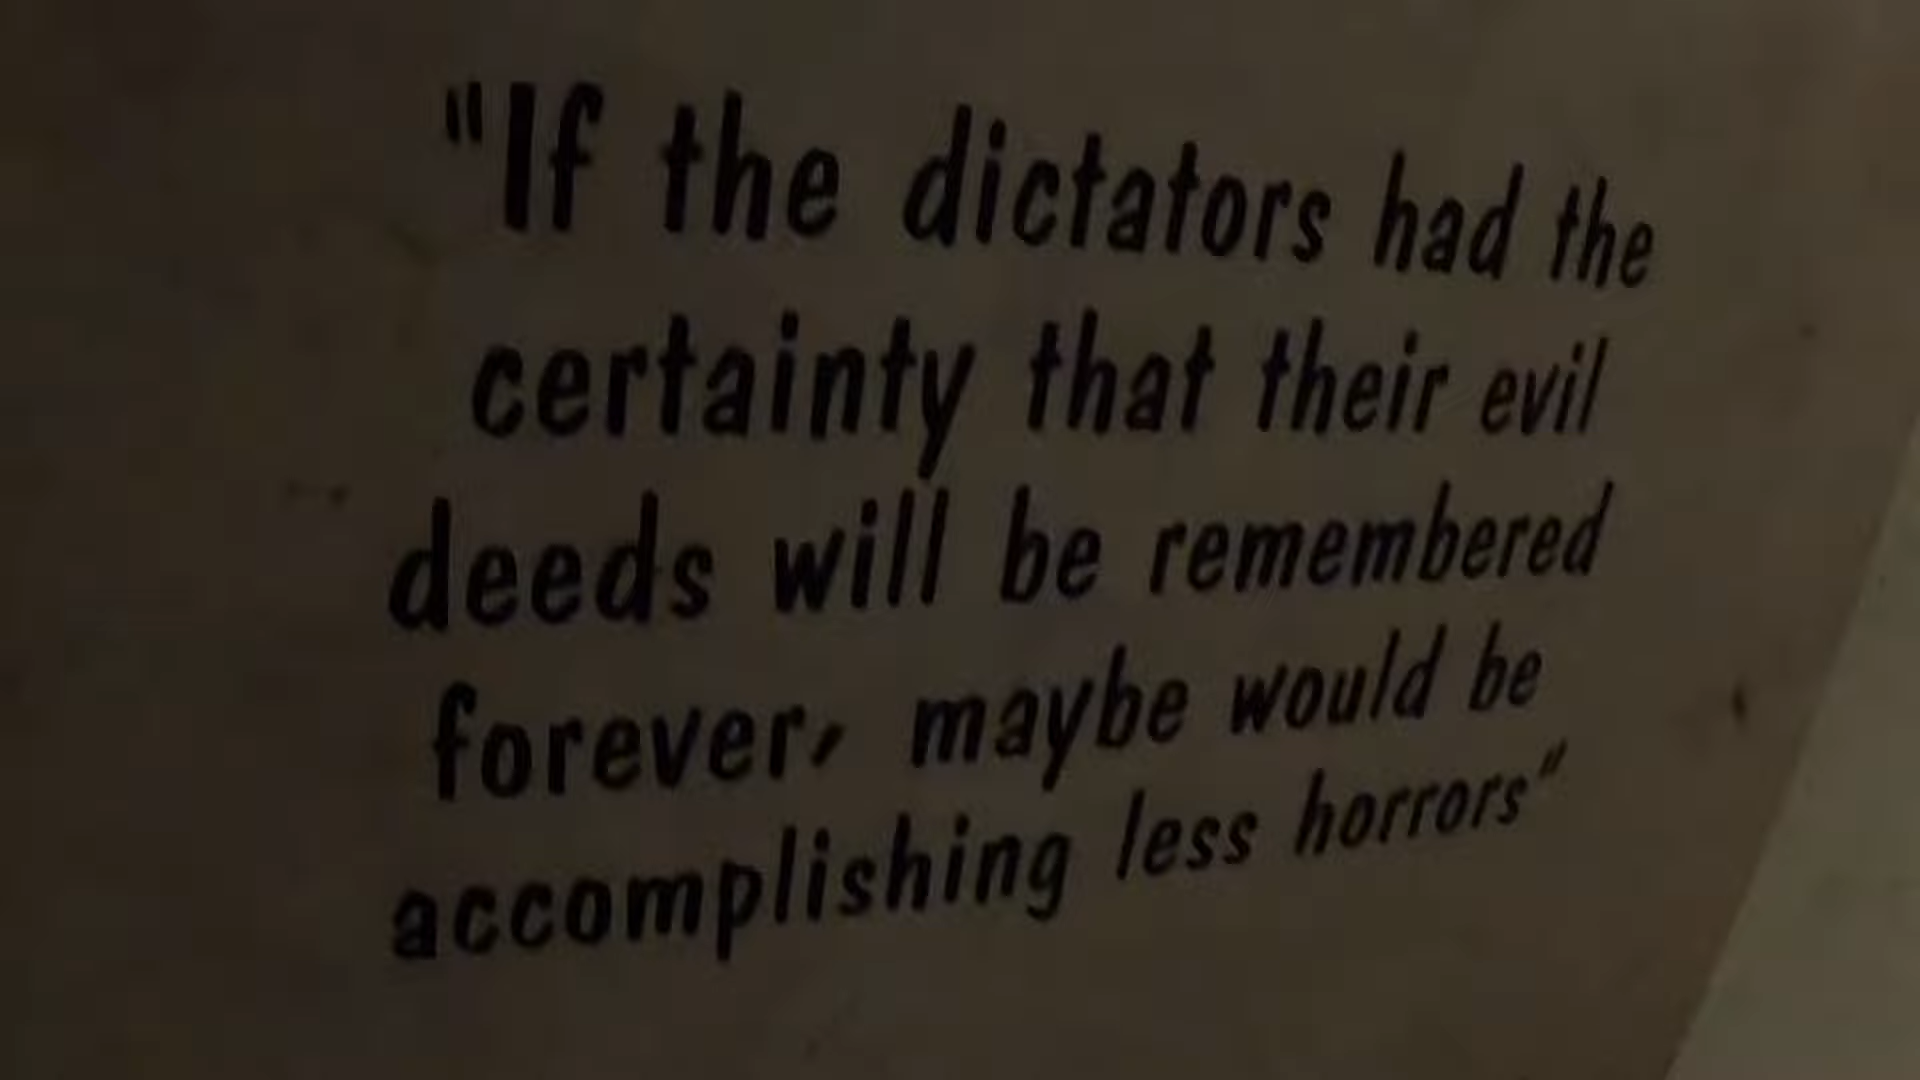 "If the dictators had the
certainty that their evil
deeds will be remembered
forever, maybe would be
accomplishing less horrors"